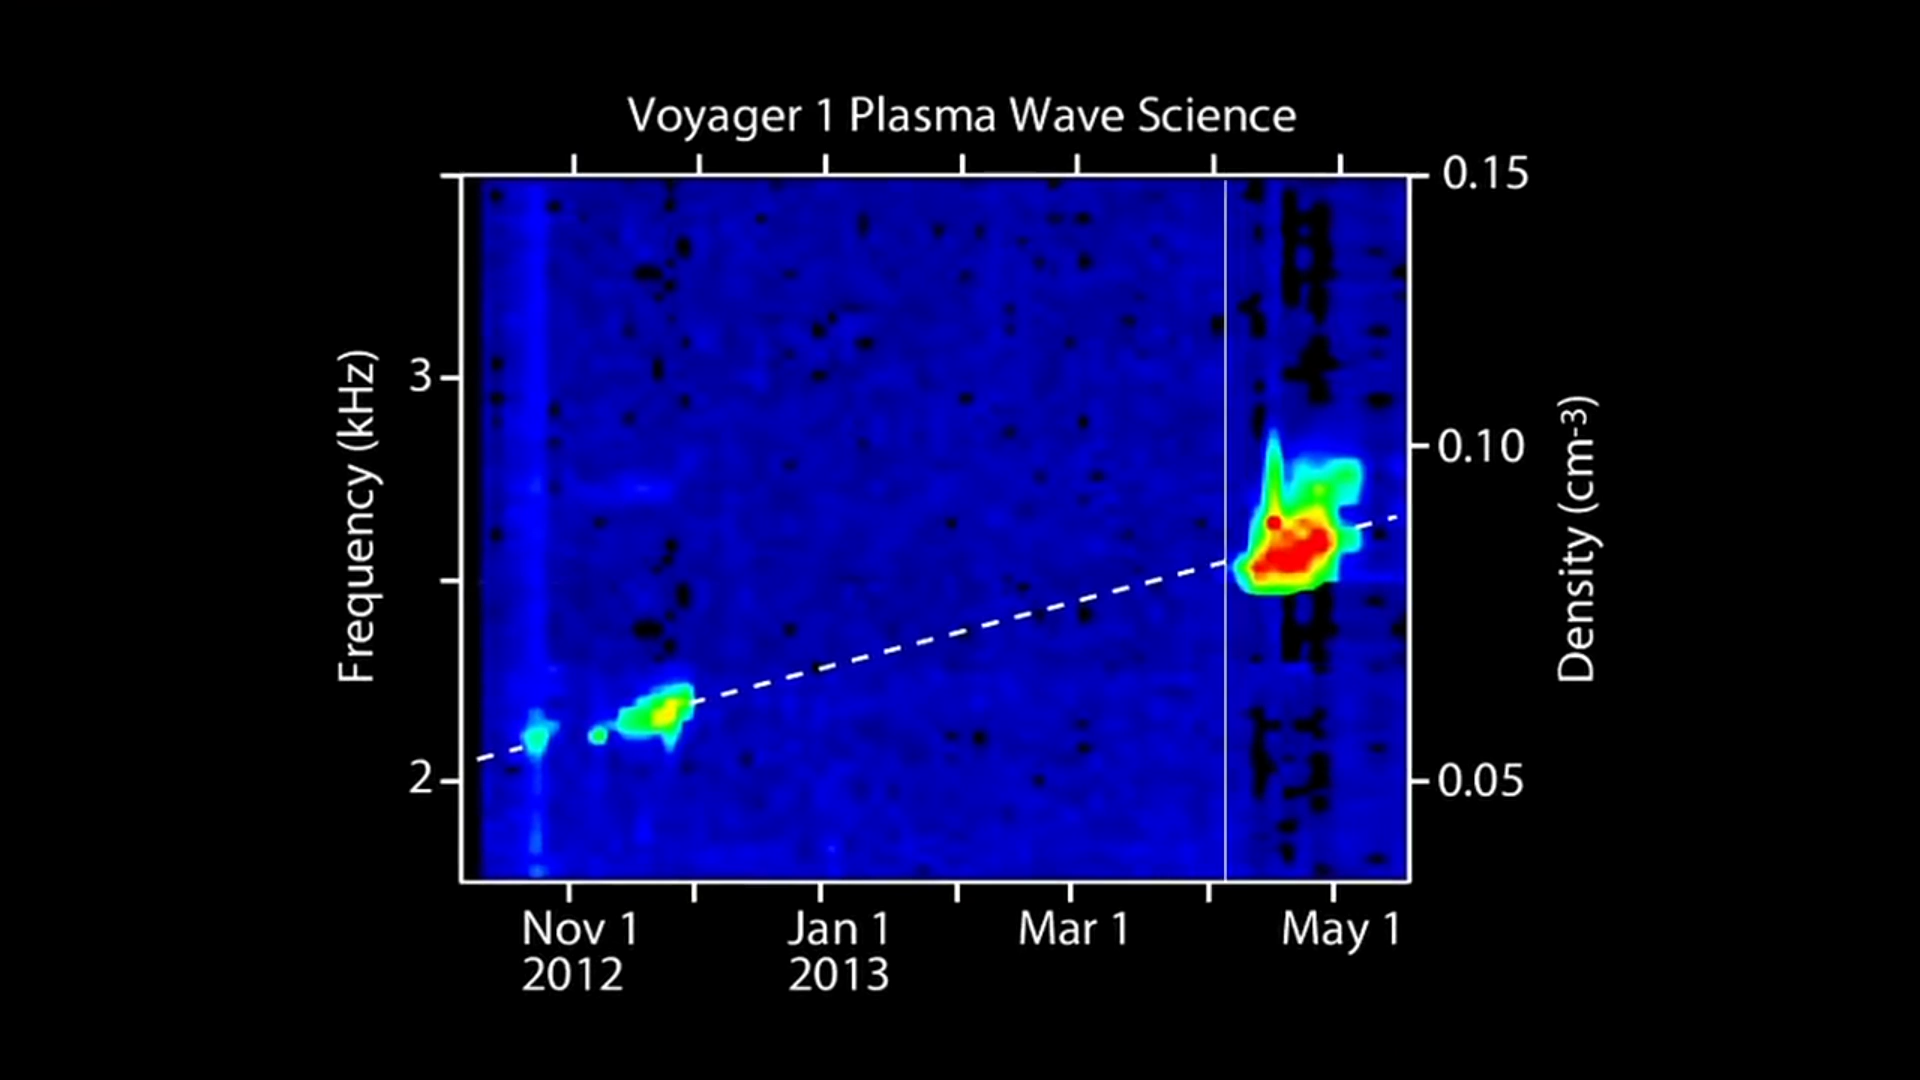 Voyager 1 Plasma Wave Science
0.15
3
0.10
Frequency (kHz)
Density (cm-3)
2
0.05
Nov 1
2012
Jan 1
2013
Mar 1
May 1